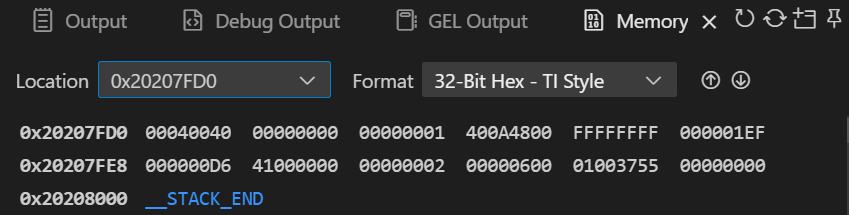 Output Debug Output GEL Output Memory
Location 0x20207FD0 Format 32-Bit Hex - TI Style
0x20207FD0 00040040 00000000 00000001 400A4800 FFFFFFFF 000001EF
0x20207FE8 000000D6 41000000 00000002 00000600 01003755 00000000
0x20208000 __STACK_END